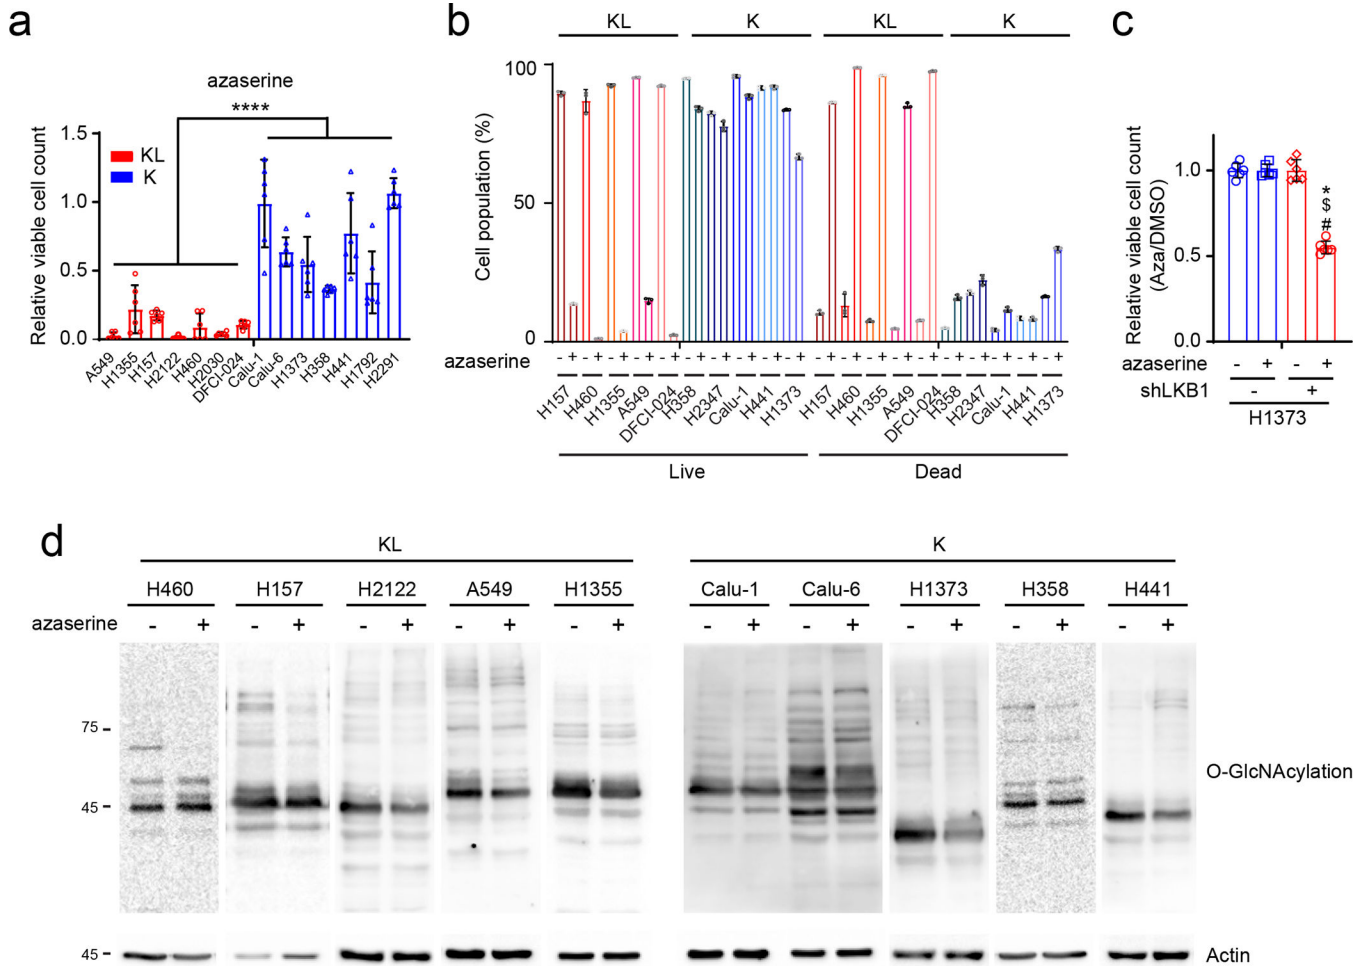 a
azaserine
****
KL
K
Relative viable cell count
1.5
1.0
0.5
0.0
A549 H1355 H157 H2122 H460 H2030 DFCI-024 Calu-1 Calu-6 H1373 H358 H441 H1792 H2291
b
KL K KL K
Cell population (%)
100
50
0
azaserine - + - + - + - + - + - + - + - + - + - + - + - + - + - + - + - + - + - + - + - +
H157 H460 H1355 A549 DFCI-024 H358 H2347 Calu-1 H441 H1373 H157 H460 H1355 A549 DFCI-024 H358 H2347 Calu-1 H441 H1373
Live Dead
c
Relative viable cell count
(Aza/DMSO)
1.0
0.5
0.0
*
$
#
azaserine - + - +
shLKB1 - +
H1373
d
KL K
H460 H157 H2122 A549 H1355 Calu-1 Calu-6 H1373 H358 H441
azaserine - + - + - + - + - + - + - + - + - + - +
75
45
O-GlcNAcylation
45
Actin